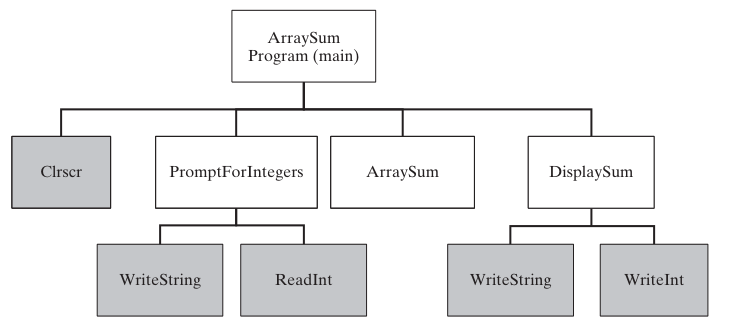 ArraySum
Program (main)
Clrscr
PromptForIntegers
ArraySum
DisplaySum
WriteString
ReadInt
WriteString
WriteInt